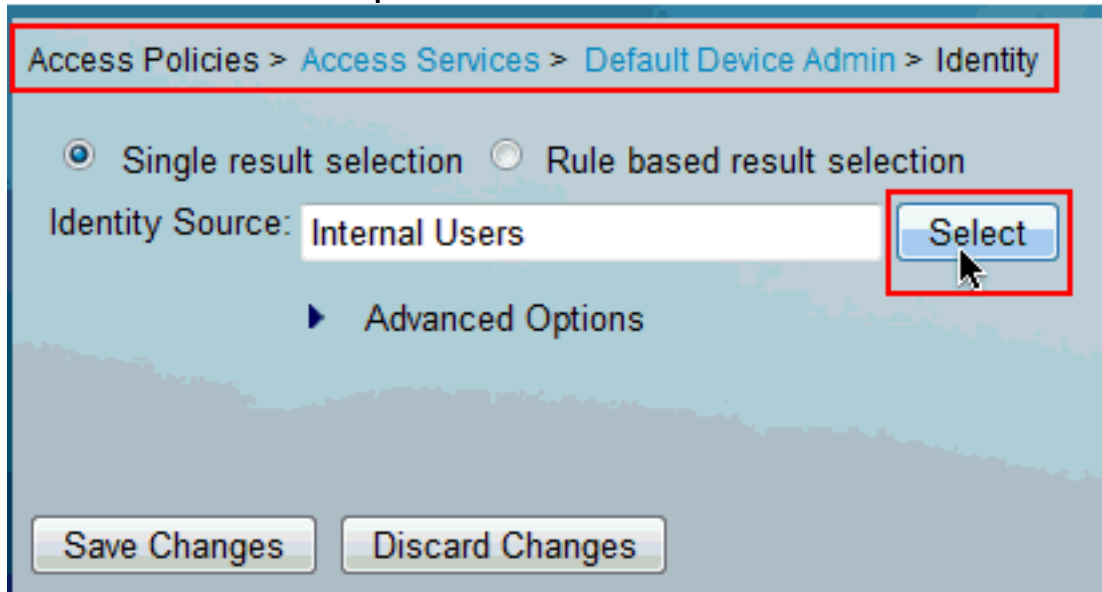 Access Policies > Access Services > Default Device Admin > Identity
Single result selection Rule based result selection
Identity Source: Internal Users Select
Advanced Options
Save Changes Discard Changes